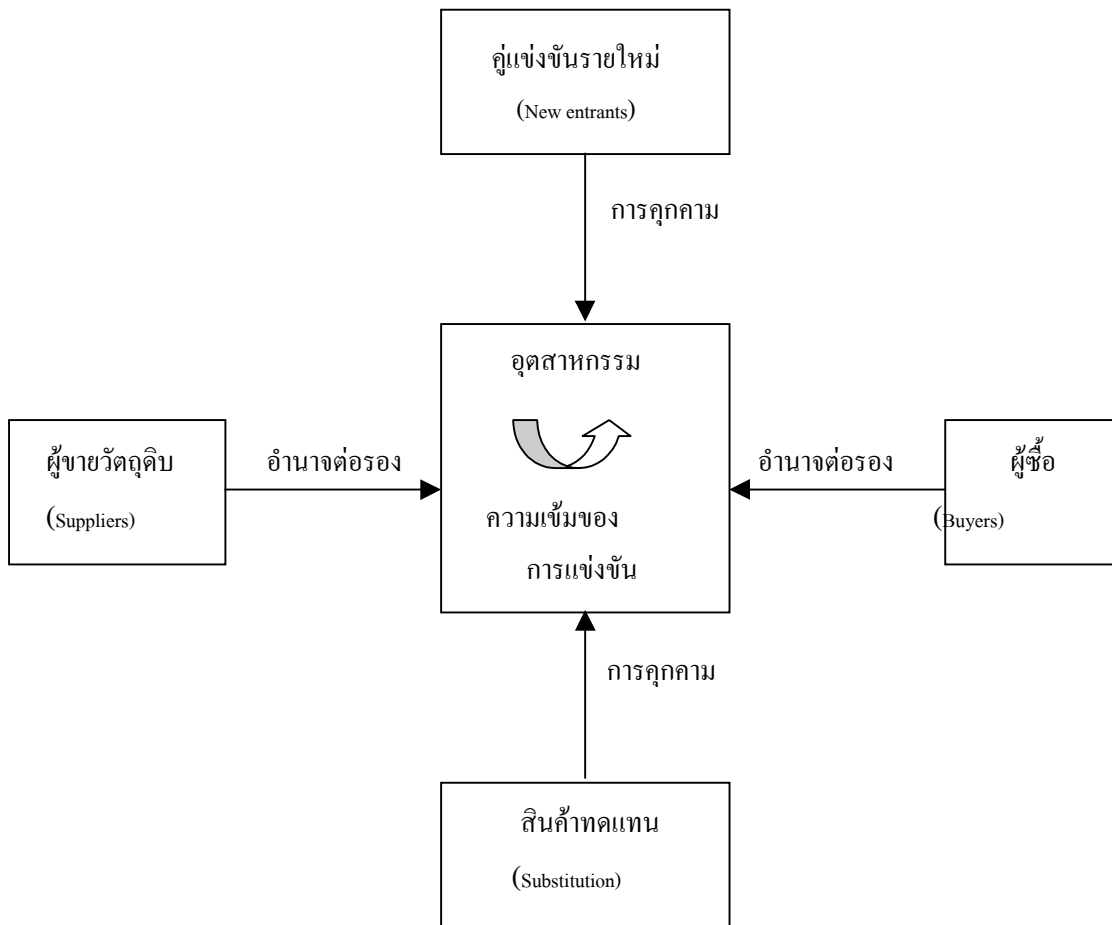 คู่แข่งขันรายใหม่
(New entrants)
การคุกคาม
อุตสาหกรรม
ผู้ขายวัตถุดิบ
(Suppliers)
อำนาจต่อรอง
ความเข้มของ
การแข่งขัน
อำนาจต่อรอง
ผู้ซื้อ
(Buyers)
การคุกคาม
สินค้าทดแทน
(Substitution)